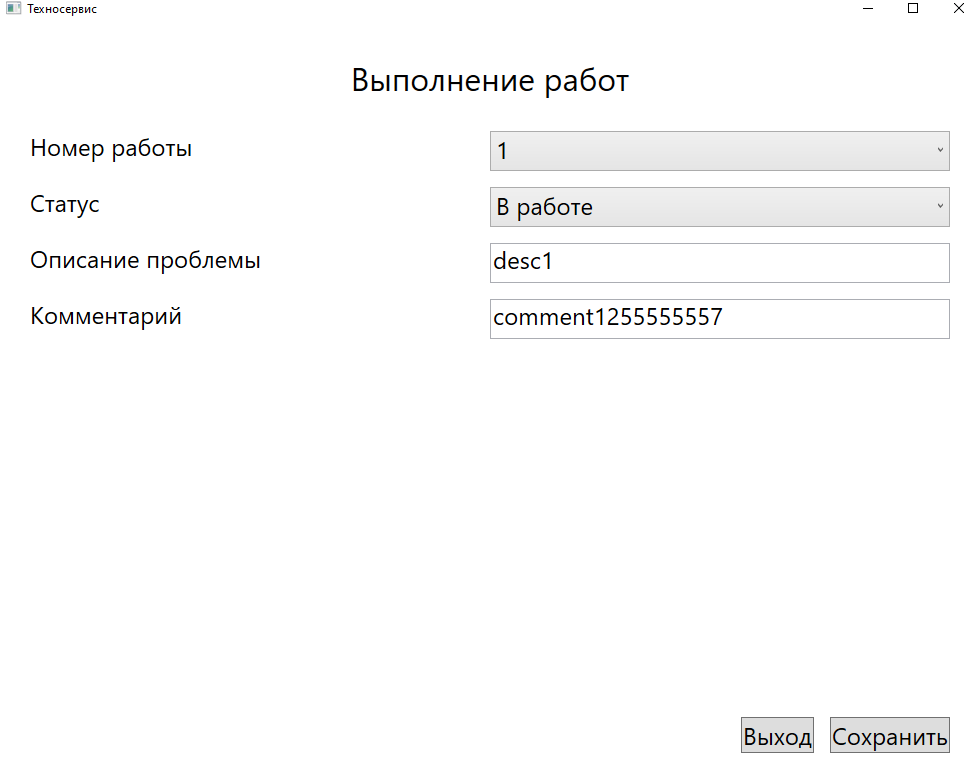 Техносервис
Выполнение работ
Номер работы 1
Статус В работе
Описание проблемы desc1
Комментарий comment1255555557
Выход Сохранить